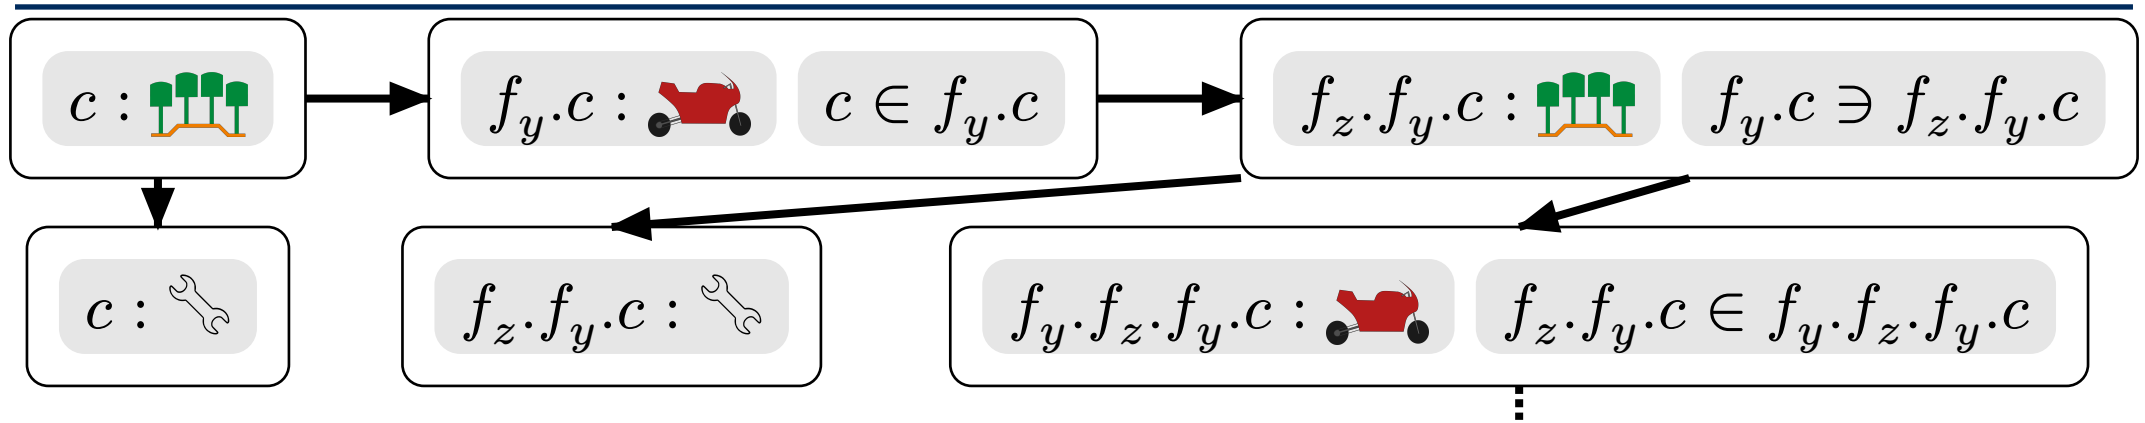 c :
f_y.c : c ∈ f_y.c
f_z.f_y.c : f_y.c ∋ f_z.f_y.c
c :
f_z.f_y.c :
f_y.f_z.f_y.c : f_z.f_y.c ∈ f_y.f_z.f_y.c